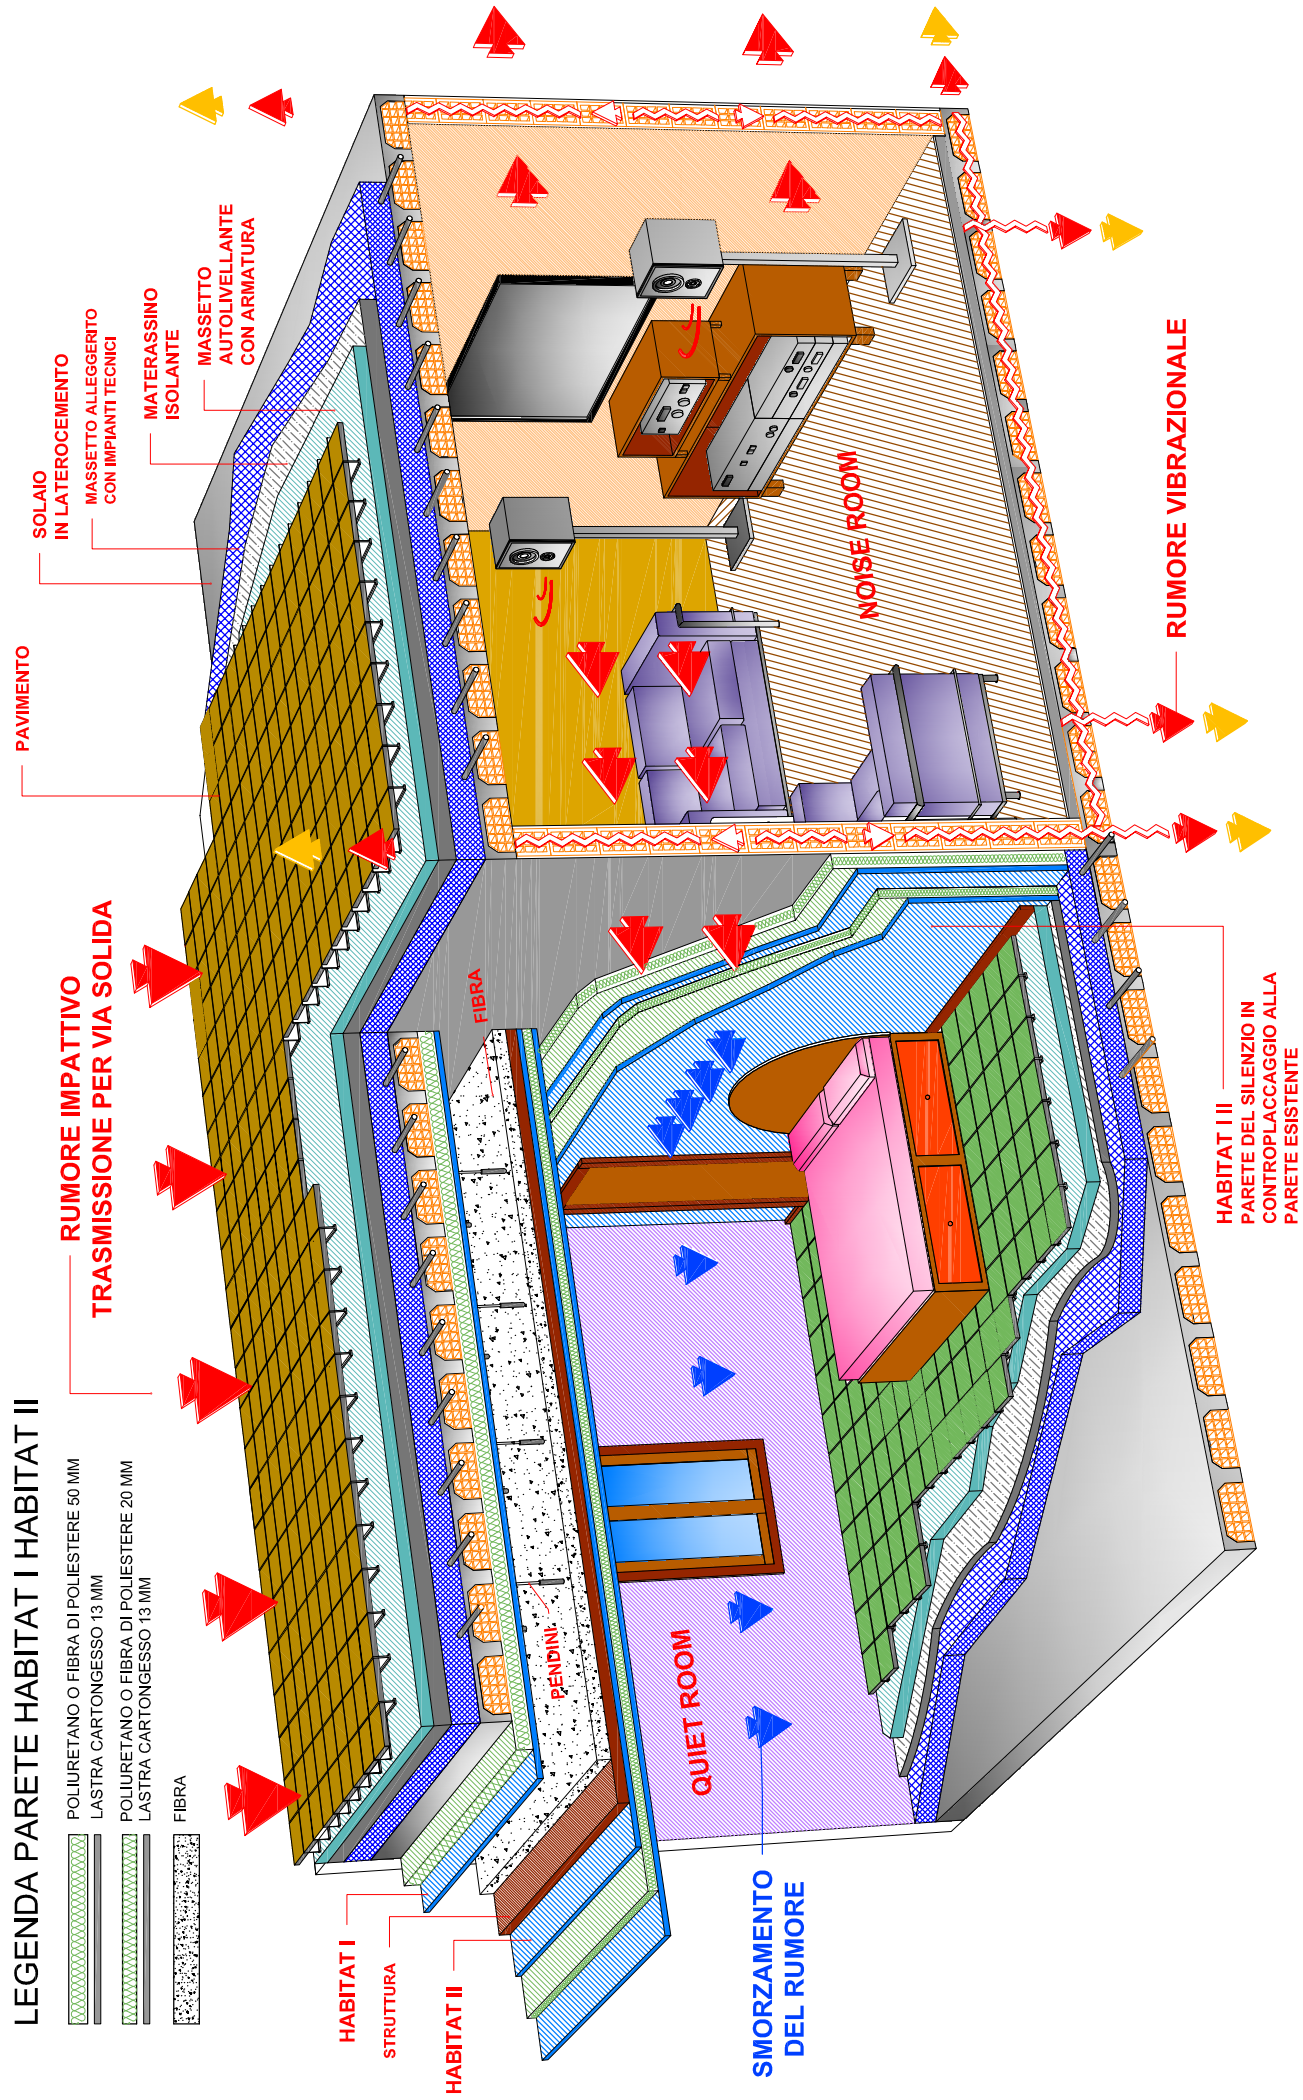 LEGENDA PARETE HABITAT I HABITAT II
POLIURETANO O FIBRA DI POLIESTERE 50 MM
LASTRA CARTONGESSO 13 MM
POLIURETANO O FIBRA DI POLIESTERE 20 MM
LASTRA CARTONGESSO 13 MM
FIBRA
RUMORE IMPATTIVO
TRASMISSIONE PER VIA SOLIDA
PAVIMENTO
SOLAIO
IN LATEROCEMENTO
MASSETTO ALLEGGERITO
CON IMPIANTI TECNICI
MATERASSINO
ISOLANTE
MASSETTO
AUTOLIVELLANTE
CON ARMATURA
HABITAT I
STRUTTURA
HABITAT II
PENDINI
FIBRA
QUIET ROOM
NOISE ROOM
SMORZAMENTO
DEL RUMORE
HABITAT I II
PARETE DEL SILENZIO IN
CONTROPLACCAGGIO ALLA
PARETE ESISTENTE
RUMORE VIBRAZIONALE